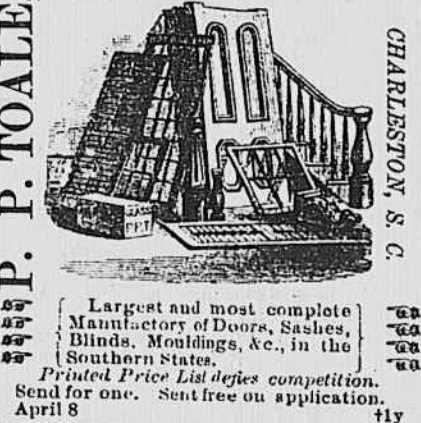 P. P. TOALE
CHARLESTON, S. C.
Largest and most complete
Manufactory of Doors, Sashes,
Blinds, Mouldings, &c., in the
Southern States.
Printed Price List defies competition.
Send for one. Sent free on application.
April 8 †1y